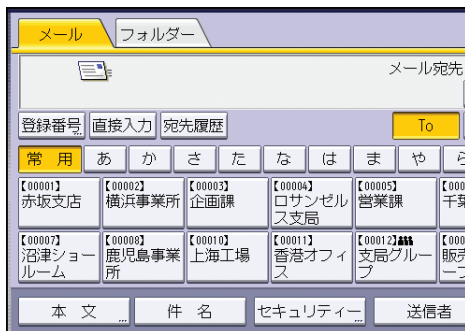 メール フォルダー
メール宛先
登録番号 直接入力 宛先履歴 To
常用 あ か さ た な は ま や
【00001】 【00002】 【00003】 【00004】 【00005】
赤坂支店 横浜事業所 企画課 ロサンゼル 営業課
ス支局
【00007】 【00008】 【00010】 【00011】 【00012】
沼津ショー 鹿児島事業 上海工場 香港オフィ 支局グルー 販売
ルーム 所 ス プ
本文 件名 セキュリティー 送信者